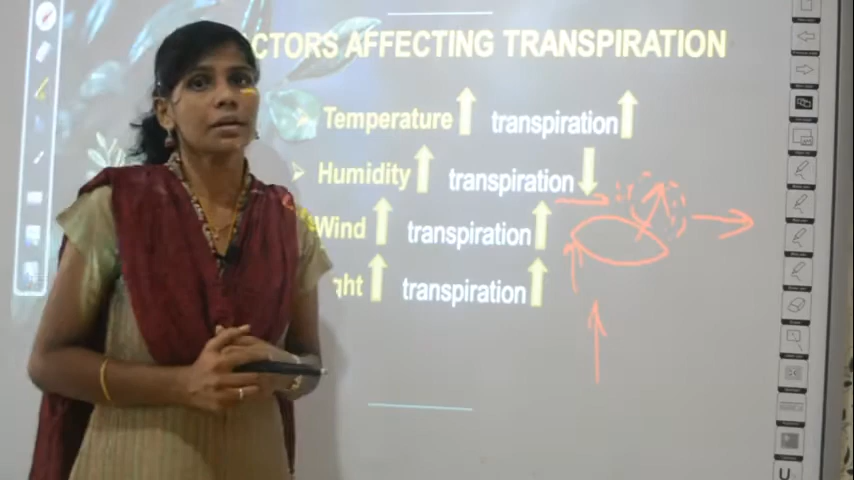 ACTORS AFFECTING TRANSPIRATION
Temperature transpiration
Humidity transpiration
Wind transpiration
ght transpiration